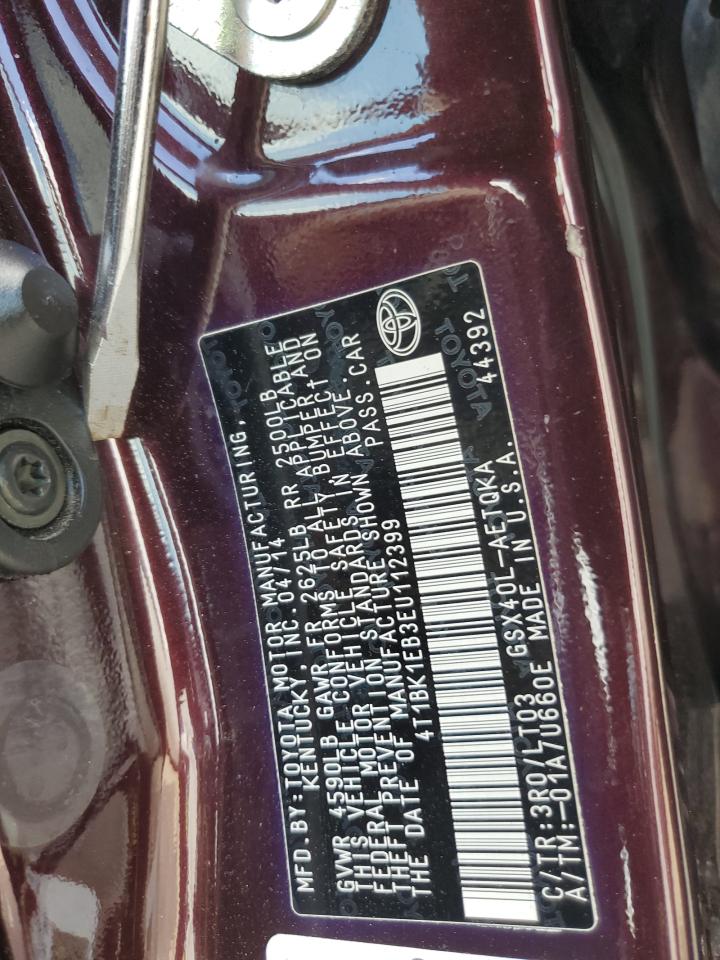 MFD.BY:TOYOTA MOTOR MANUFACTURING,
KENTUCKY, INC 04/14
GVWR 4590LB GAWR FR 2625LB RR 2500LB
THIS VEHICLE CONFORMS TO ALL APPLICABLE
FEDERAL MOTOR VEHICLE SAFETY, BUMPER, AND
THEFT PREVENTION STANDARDS IN EFFECT ON
THE DATE OF MANUFACTURE SHOWN ABOVE.
4T1BK1EB3EU112399 PASS.CAR
C/TR:3R0/LT03 GSX40L-AETQKA 44392
A/TM:-01A/U660E MADE IN U.S.A.
TOYOTA